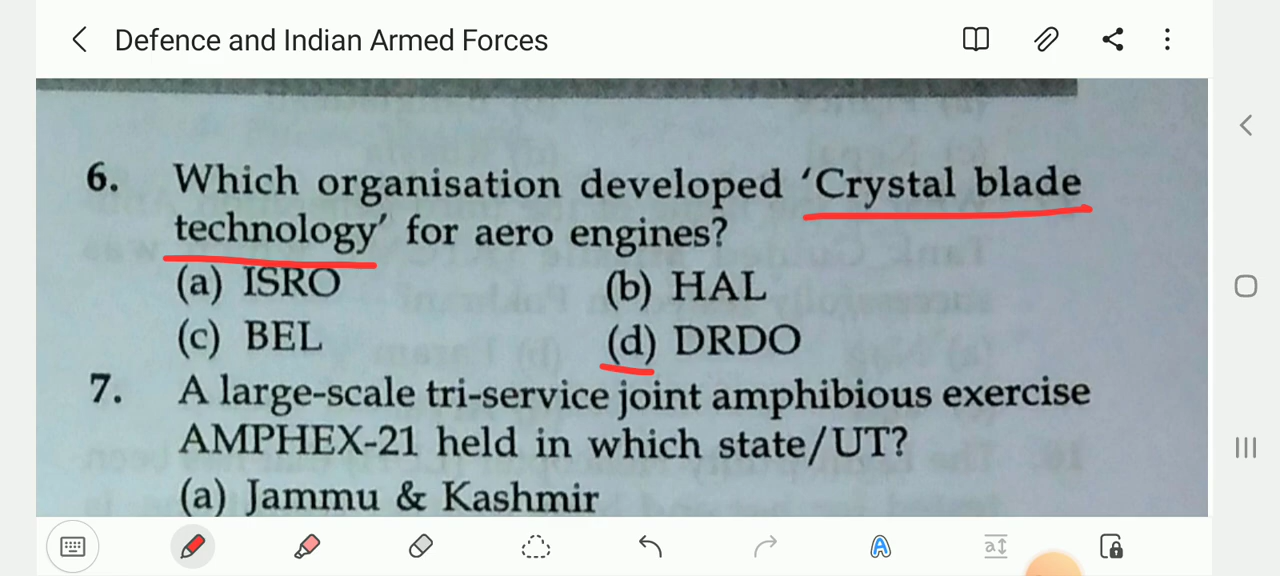 Defence and Indian Armed Forces
6. Which organisation developed ‘Crystal blade
technology’ for aero engines?
(a) ISRO (b) HAL
(c) BEL (d) DRDO
7. A large-scale tri-service joint amphibious exercise
AMPHEX-21 held in which state/UT?
(a) Jammu & Kashmir